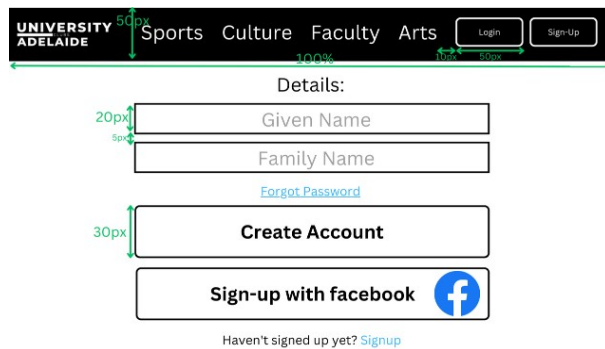 UNIVERSITY
ADELAIDE
50px
Sports Culture Faculty Arts Login Sign-Up
100% 10px 50px
Details:
20px Given Name
5px
Family Name
Forgot Password
30px Create Account
Sign-up with facebook
Haven't signed up yet? Signup